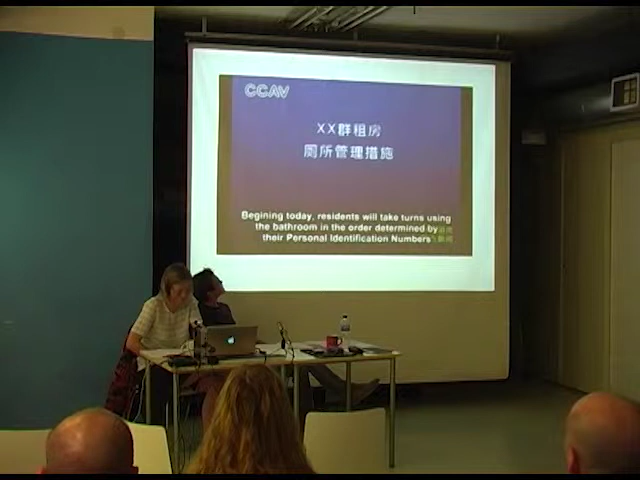 CCAV
XX群租房
厕所管理措施
Begining today, residents will take turns using
the bathroom in the order determined by
their Personal Identification Numbers